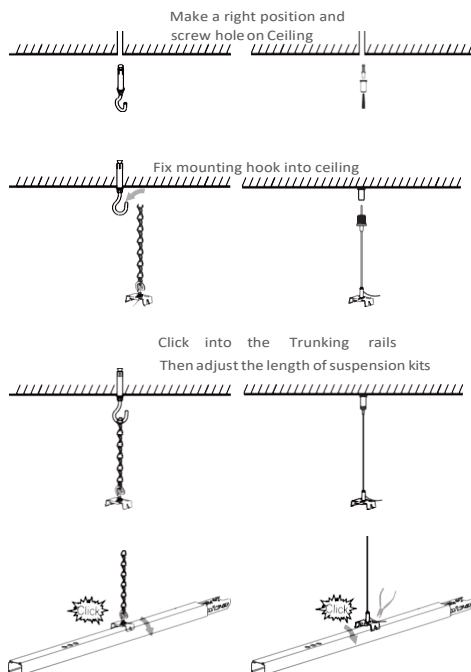 Make a right position and
screw hole on Ceiling
Fix mounting hook into ceiling
Click into the Trunking rails
Then adjust the length of suspension kits
Click
Click